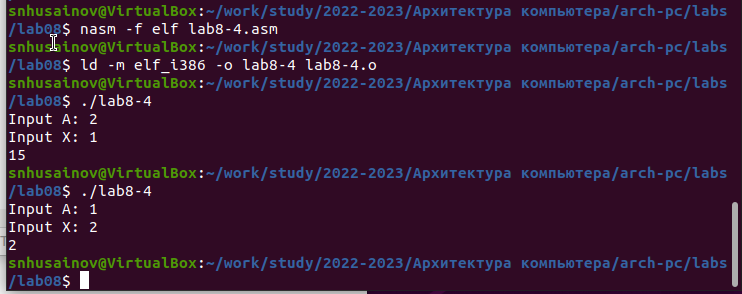 snhusainov@VirtualBox:~/work/study/2022-2023/Архитектура компьютера/arch-pc/labs
/lab08$ nasm -f elf lab8-4.asm
snhusainov@VirtualBox:~/work/study/2022-2023/Архитектура компьютера/arch-pc/labs
/lab08$ ld -m elf_i386 -o lab8-4 lab8-4.o
snhusainov@VirtualBox:~/work/study/2022-2023/Архитектура компьютера/arch-pc/labs
/lab08$ ./lab8-4
Input A: 2
Input X: 1
15
snhusainov@VirtualBox:~/work/study/2022-2023/Архитектура компьютера/arch-pc/labs
/lab08$ ./lab8-4
Input A: 1
Input X: 2
2
snhusainov@VirtualBox:~/work/study/2022-2023/Архитектура компьютера/arch-pc/labs
/lab08$